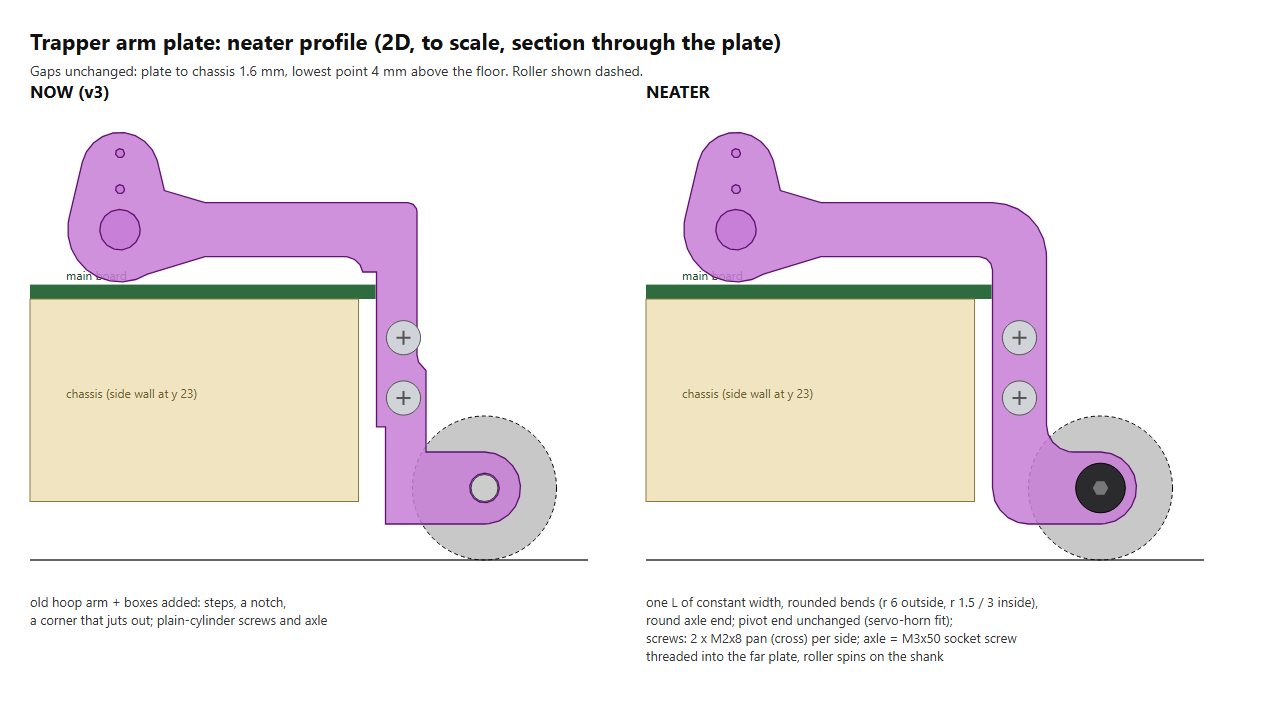 Trapper arm plate: neater profile (2D, to scale, section through the plate)
Gaps unchanged: plate to chassis 1.6 mm, lowest point 4 mm above the floor. Roller shown dashed.
NOW (v3)
NEATER
main board
main board
chassis (side wall at y 23)
chassis (side wall at y 23)
old hoop arm + boxes added: steps, a notch,
a corner that juts out; plain-cylinder screws and axle
one L of constant width, rounded bends (r 6 outside, r 1.5 / 3 inside),
round axle end; pivot end unchanged (servo-horn fit);
screws: 2 x M2x8 pan (cross) per side; axle = M3x50 socket screw
threaded into the far plate, roller spins on the shank